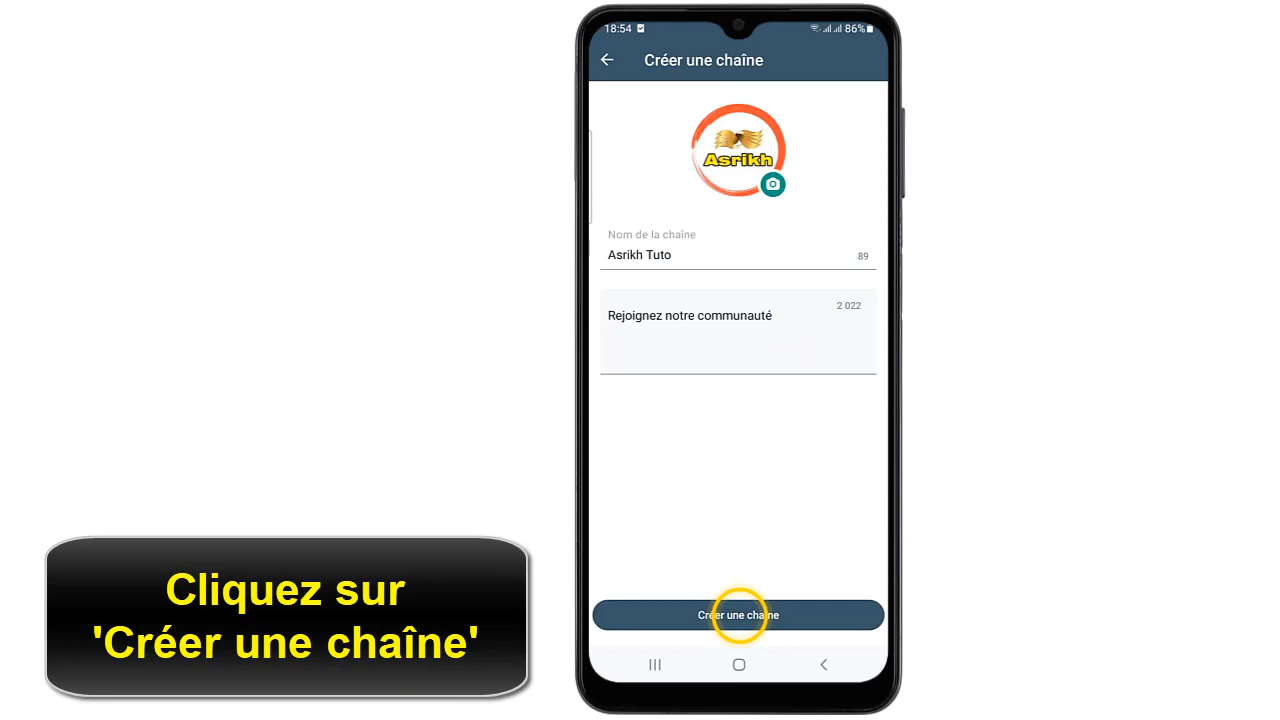 18:54
86%
Créer une chaîne
Asrikh
Nom de la chaîne
Asrikh Tuto
89
2 022
Rejoignez notre communauté
Créer une chaîne
Cliquez sur
'Créer une chaîne'